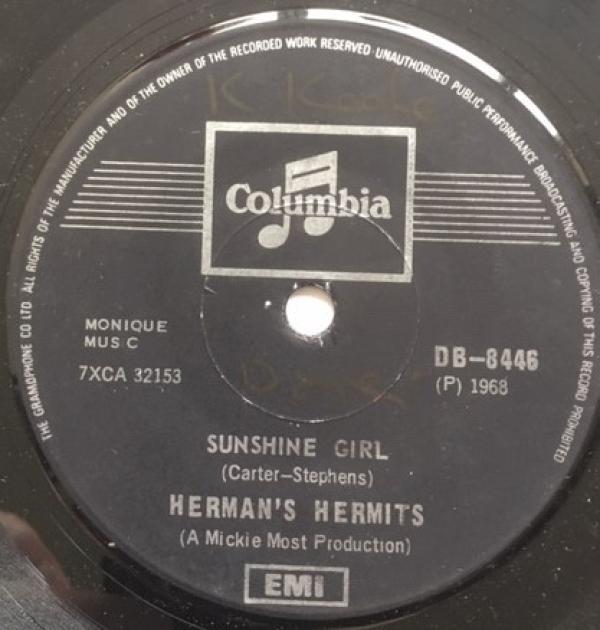 THE GRAMOPHONE CO LTD ALL RIGHTS OF THE MANUFACTURER AND OF THE OWNER OF THE RECORDED WORK RESERVED UNAUTHORISED PUBLIC PERFORMANCE BROADCASTING AND COPYING OF THIS RECORD PROHIBITED
Columbia
MONIQUE
MUSIC
7XCA 32153
DB-8446
(P) 1968
SUNSHINE GIRL
(Carter-Stephens)
HERMAN'S HERMITS
(A Mickie Most Production)
EMI